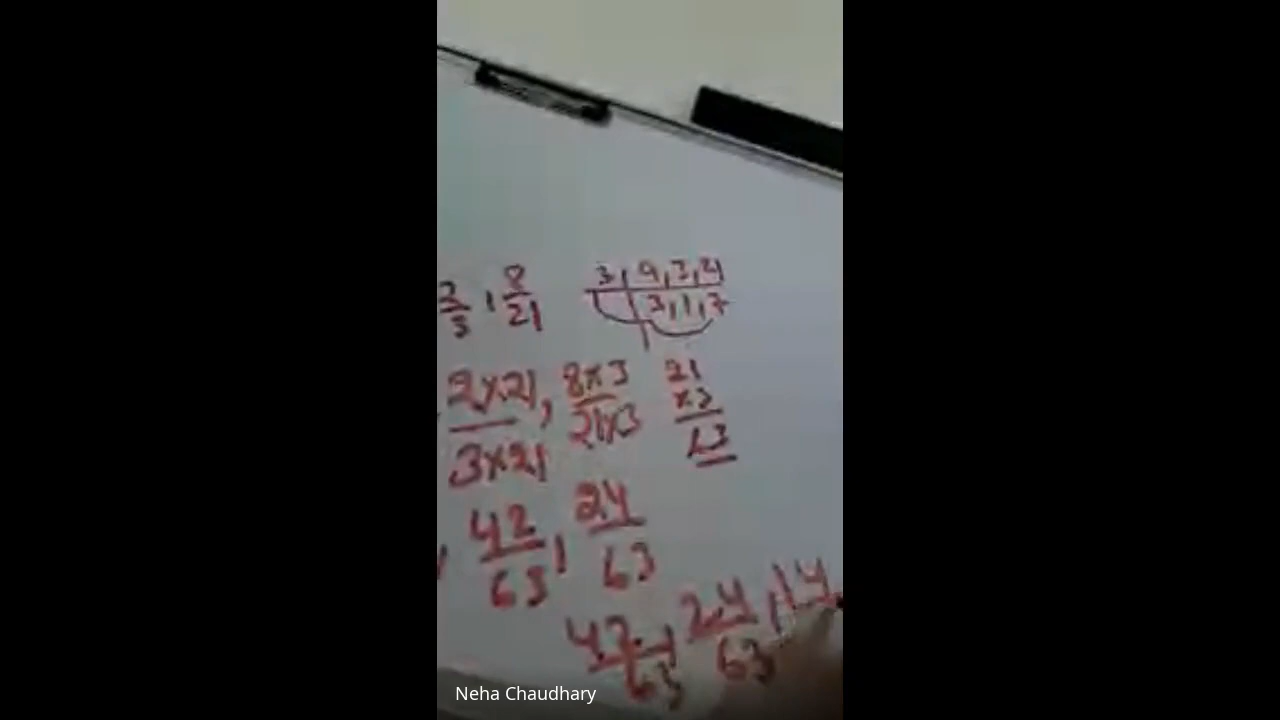 2/3, 8/21 3 | 9, 3, 21
3, 1, 7
2×21/3×21, 8×3/21×3 21
×3
63
, 42/63, 24/63
42/63, 24/63, 14
Neha Chaudhary